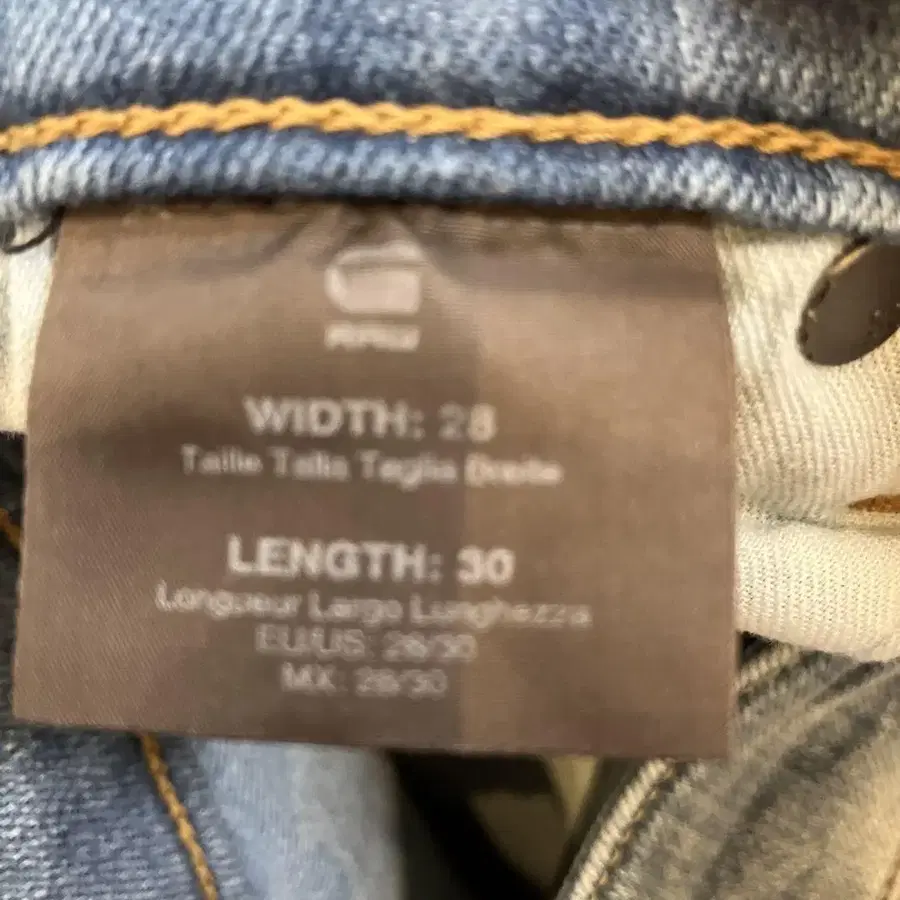 RAW
WIDTH: 28
Taille Talla Taglia Breite
LENGTH: 30
Longueur Largo Lunghezza
EU/US: 28/30
MX: 28/30